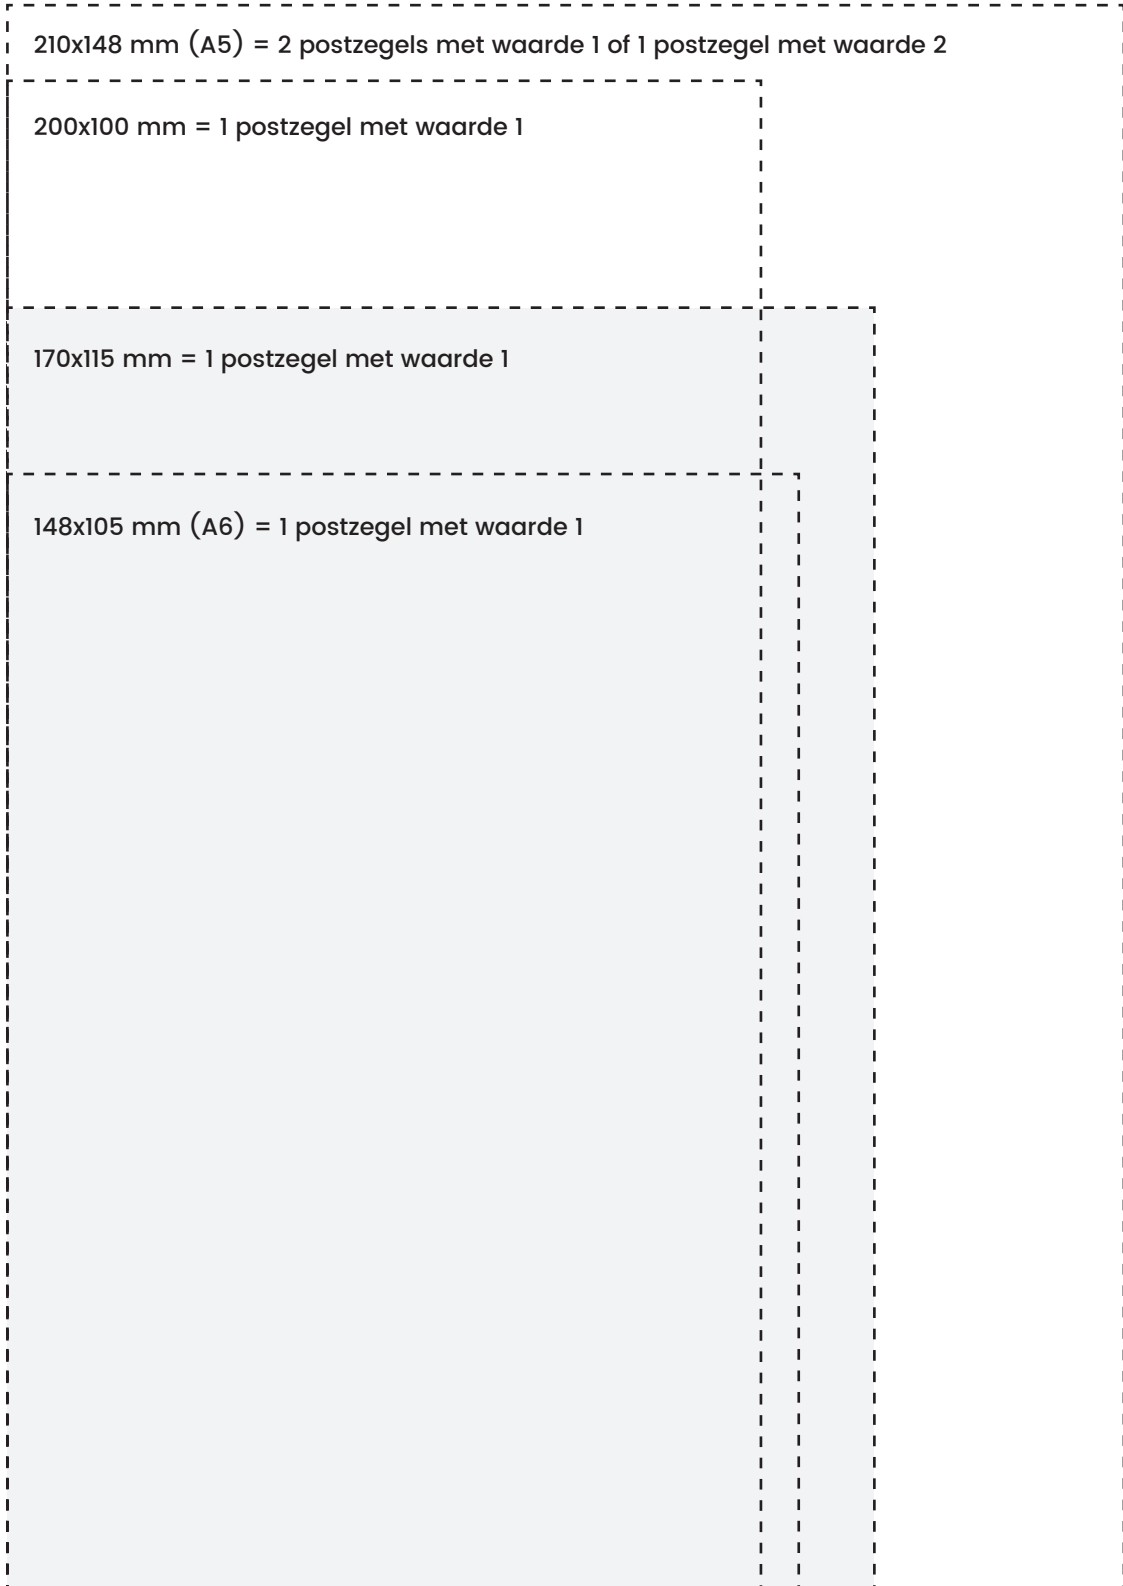 210x148 mm (A5) = 2 postzegels met waarde 1 of 1 postzegel met waarde 2
200x100 mm = 1 postzegel met waarde 1
170x115 mm = 1 postzegel met waarde 1
148x105 mm (A6) = 1 postzegel met waarde 1